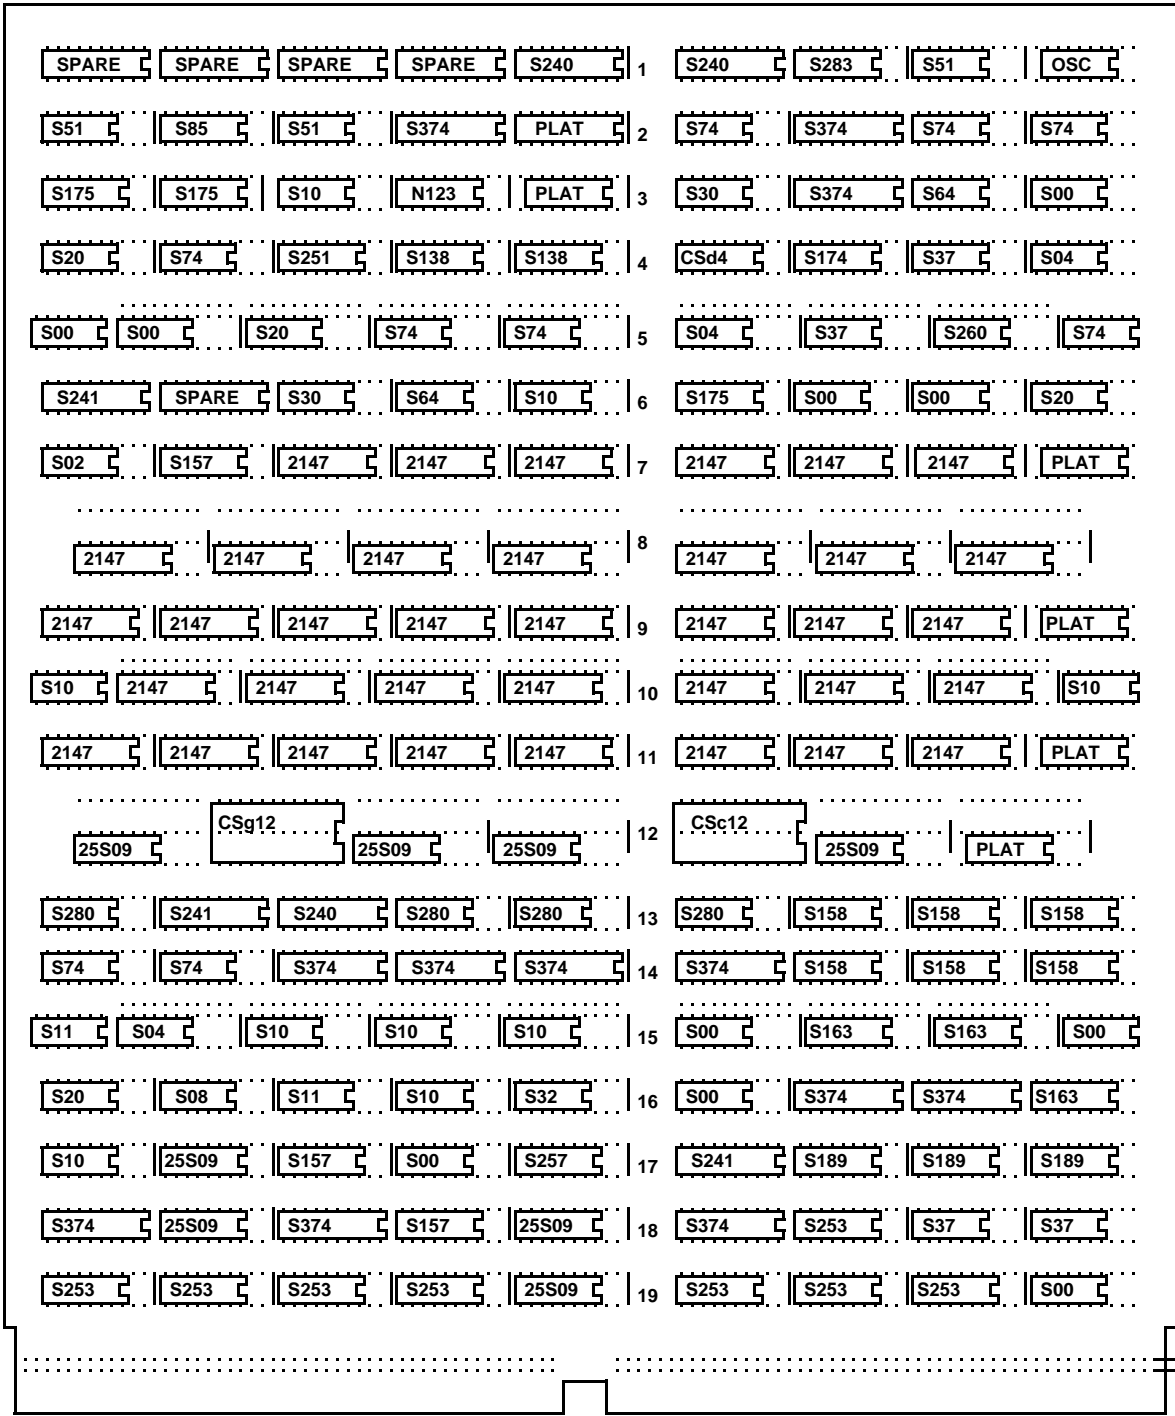 SPARE SPARE SPARE SPARE S240 1 S240 S283 S51 OSC
S51 S85 S51 S374 PLAT 2 S74 S374 S74 S74
S175 S175 S10 N123 PLAT 3 S30 S374 S64 S00
S20 S74 S251 S138 S138 4 CSd4 S174 S37 S04
S00 S00 S20 S74 S74 5 S04 S37 S260 S74
S241 SPARE S30 S64 S10 6 S175 S00 S00 S20
S02 S157 2147 2147 2147 7 2147 2147 2147 PLAT
2147 2147 2147 2147 8 2147 2147 2147
2147 2147 2147 2147 2147 9 2147 2147 2147 PLAT
S10 2147 2147 2147 2147 10 2147 2147 2147 S10
2147 2147 2147 2147 2147 11 2147 2147 2147 PLAT
25S09 CSg12 25S09 25S09 12 CSc12 25S09 PLAT
S280 S241 S240 S280 S280 13 S280 S158 S158 S158
S74 S74 S374 S374 S374 14 S374 S158 S158 S158
S11 S04 S10 S10 S10 15 S00 S163 S163 S00
S20 S08 S11 S10 S32 16 S00 S374 S374 S163
S10 25S09 S157 S00 S257 17 S241 S189 S189 S189
S374 25S09 S374 S157 25S09 18 S374 S253 S37 S37
S253 S253 S253 S253 25S09 19 S253 S253 S253 S00